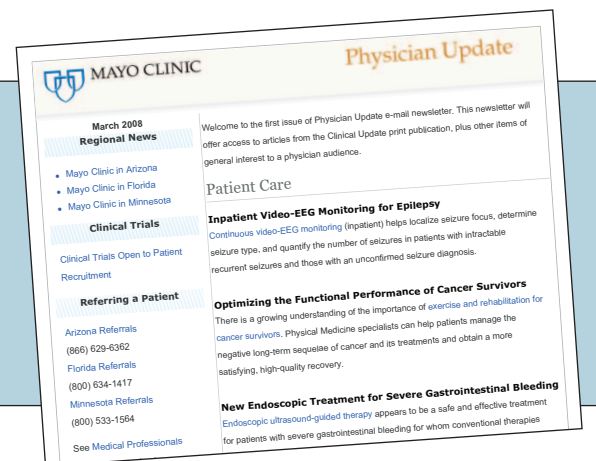 MAYO CLINIC
Physician Update
March 2008
Regional News
• Mayo Clinic in Arizona
• Mayo Clinic in Florida
• Mayo Clinic in Minnesota
Clinical Trials
Clinical Trials Open to Patient
Recruitment
Referring a Patient
Arizona Referrals
(866) 629-6362
Florida Referrals
(800) 634-1417
Minnesota Referrals
(800) 533-1564
See Medical Professionals
Welcome to the first issue of Physician Update e-mail newsletter. This newsletter will
offer access to articles from the Clinical Update print publication, plus other items of
general interest to a physician audience.
Patient Care
Inpatient Video-EEG Monitoring for Epilepsy
Continuous video-EEG monitoring (inpatient) helps localize seizure focus, determine
seizure type, and quantify the number of seizures in patients with intractable
recurrent seizures and those with an unconfirmed seizure diagnosis.
Optimizing the Functional Performance of Cancer Survivors
There is a growing understanding of the importance of exercise and rehabilitation for
cancer survivors. Physical Medicine specialists can help patients manage the
negative long-term sequelae of cancer and its treatments and obtain a more
satisfying, high-quality recovery.
New Endoscopic Treatment for Severe Gastrointestinal Bleeding
Endoscopic ultrasound-guided therapy appears to be a safe and effective treatment
for patients with severe gastrointestinal bleeding for whom conventional therapies